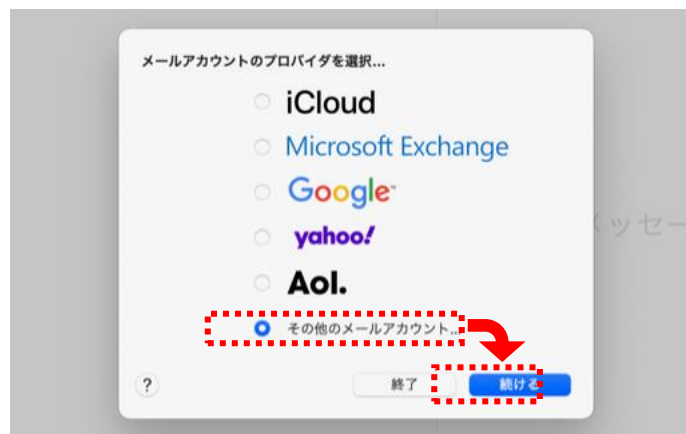 メールアカウントのプロバイダを選択...
iCloud
Microsoft Exchange
Google
yahoo!
Aol.
その他のメールアカウント...
? 終了 続ける
メッセー